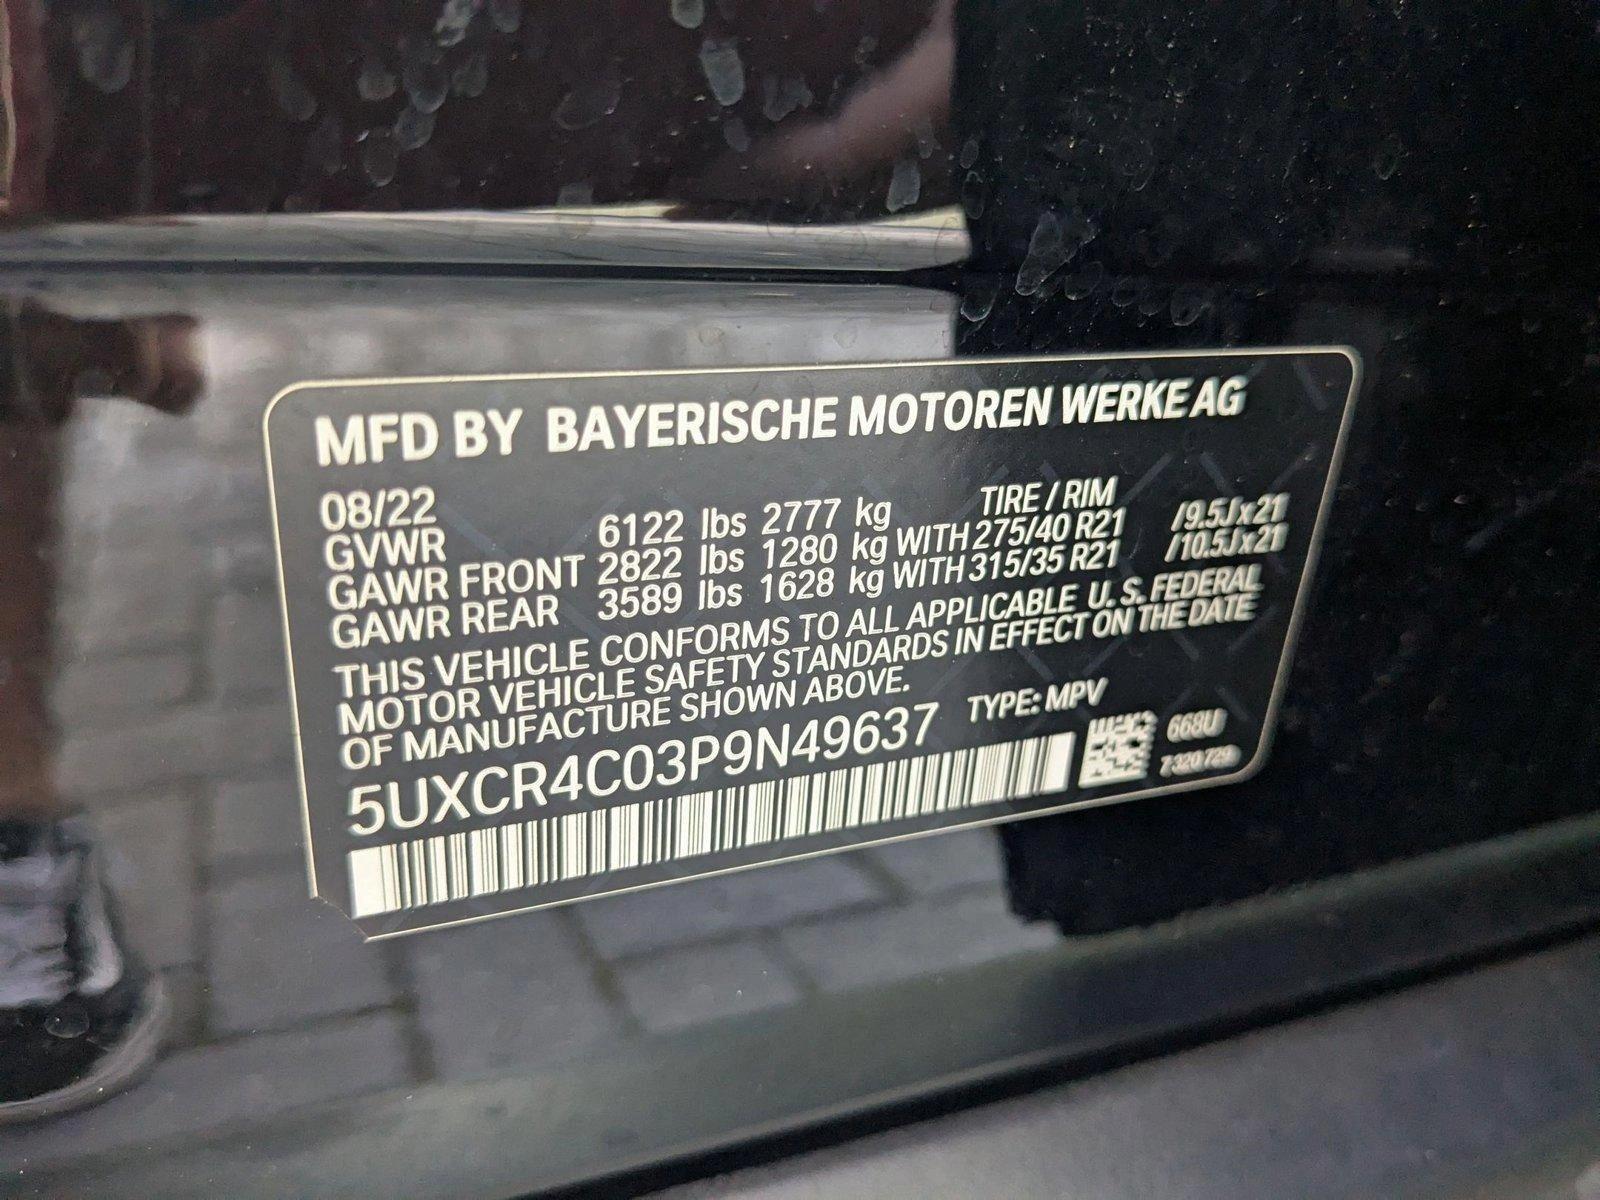 MFD BY BAYERISCHE MOTOREN WERKE AG
08/22 TIRE / RIM
GVWR 6122 lbs 2777 kg
GAWR FRONT 2822 lbs 1280 kg WITH 275/40 R21 /9.5Jx21
GAWR REAR 3589 lbs 1628 kg WITH 315/35 R21 /10.5Jx21
THIS VEHICLE CONFORMS TO ALL APPLICABLE U.S. FEDERAL
MOTOR VEHICLE SAFETY STANDARDS IN EFFECT ON THE DATE
OF MANUFACTURE SHOWN ABOVE.
5UXCR4C03P9N49637 TYPE: MPV
668U
7 320 729